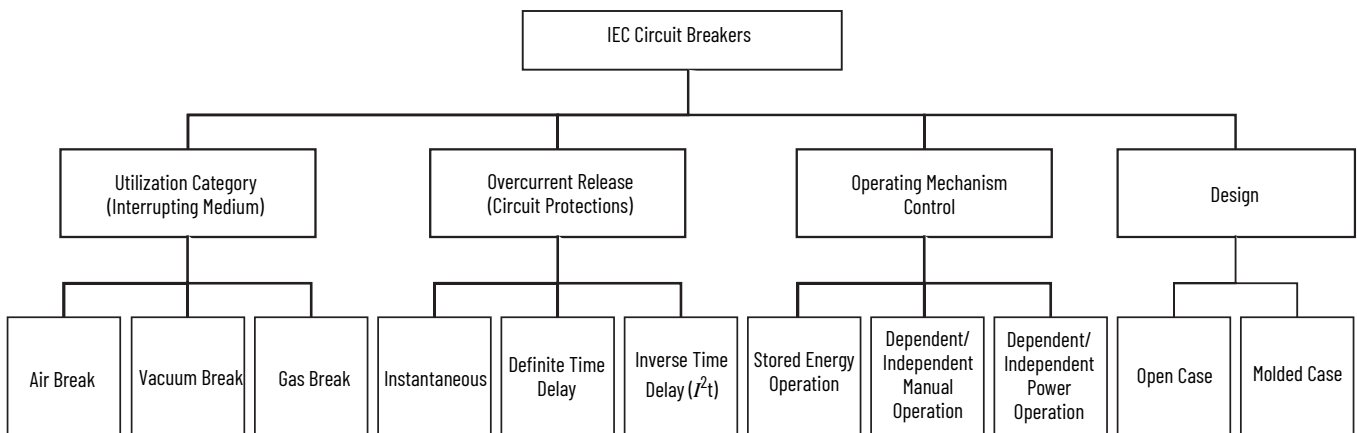 IEC Circuit Breakers
Utilization Category
(Interrupting Medium)
Overcurrent Release
(Circuit Protections)
Operating Mechanism
Control
Design
Air Break
Vacuum Break
Gas Break
Instantaneous
Definite Time
Delay
Inverse Time
Delay (I²t)
Stored Energy
Operation
Dependent/
Independent
Manual
Operation
Dependent/
Independent
Power
Operation
Open Case
Molded Case